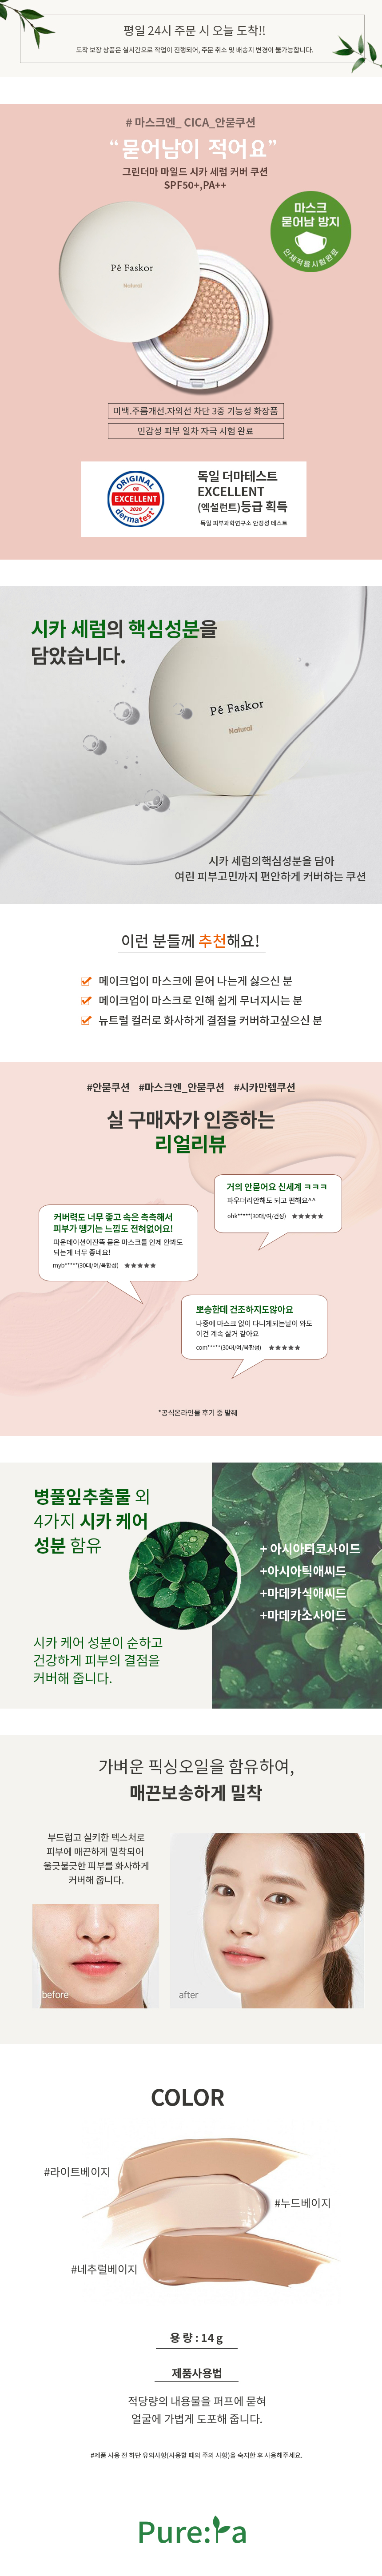 평일 24시 주문 시 오늘 도착!!
도착 보장 상품은 실시간으로 작업이 진행되어, 주문 취소 및 배송지 변경이 불가능합니다.
# 마스크엔_ CICA_안묻쿠션
“묻어남이 적어요”
그린더마 마일드 시카 세럼 커버 쿠션
SPF50+,PA++
마스크
묻어남 방지
인체적용시험완료
Pê Faskor
Natural
미백.주름개선.자외선 차단 3중 기능성 화장품
민감성 피부 일차 자극 시험 완료
ORIGINAL
08
EXCELLENT
2020
dermatest
독일 더마테스트
EXCELLENT
(엑설런트)등급 획득
독일 피부과학연구소 안정성 테스트
시카 세럼의 핵심성분을
담았습니다.
Pê Faskor
Natural
시카 세럼의핵심성분을 담아
여린 피부고민까지 편안하게 커버하는 쿠션
이런 분들께 추천해요!
메이크업이 마스크에 묻어 나는게 싫으신 분
메이크업이 마스크로 인해 쉽게 무너지시는 분
뉴트럴 컬러로 화사하게 결점을 커버하고싶으신 분
#안묻쿠션 #마스크엔_안묻쿠션 #시카만렙쿠션
실 구매자가 인증하는
리얼리뷰
거의 안묻어요 신세계 ㅋㅋㅋ
파우더리안해도 되고 편해요^^
ohk*****(30대/여/건성) ★★★★★
커버력도 너무 좋고 속은 촉촉해서
피부가 땡기는 느낌도 전혀없어요!
파운데이션이잔뜩 묻은 마스크를 인제 안봐도
되는게 너무 좋네요!
myb*****(30대/여/복합성) ★★★★★
뽀송한데 건조하지도않아요
나중에 마스크 없이 다니게되는날이 와도
이건 계속 살거 같아요
com*****(30대/여/복합성) ★★★★★
*공식온라인몰 후기 중 발췌
병풀잎추출물 외
4가지 시카 케어
성분 함유
+ 아시아티코사이드
+아시아틱애씨드
+마데카식애씨드
+마데카소사이드
시카 케어 성분이 순하고
건강하게 피부의 결점을
커버해 줍니다.
가벼운 픽싱오일을 함유하여,
매끈보송하게 밀착
부드럽고 실키한 텍스처로
피부에 매끈하게 밀착되어
울긋불긋한 피부를 화사하게
커버해 줍니다.
before
after
COLOR
#라이트베이지
#누드베이지
#네추럴베이지
용 량 : 14 g
제품사용법
적당량의 내용물을 퍼프에 묻혀
얼굴에 가볍게 도포해 줍니다.
#제품 사용 전 하단 유의사항(사용할 때의 주의 사항)을 숙지한 후 사용해주세요.
Pure:Pa